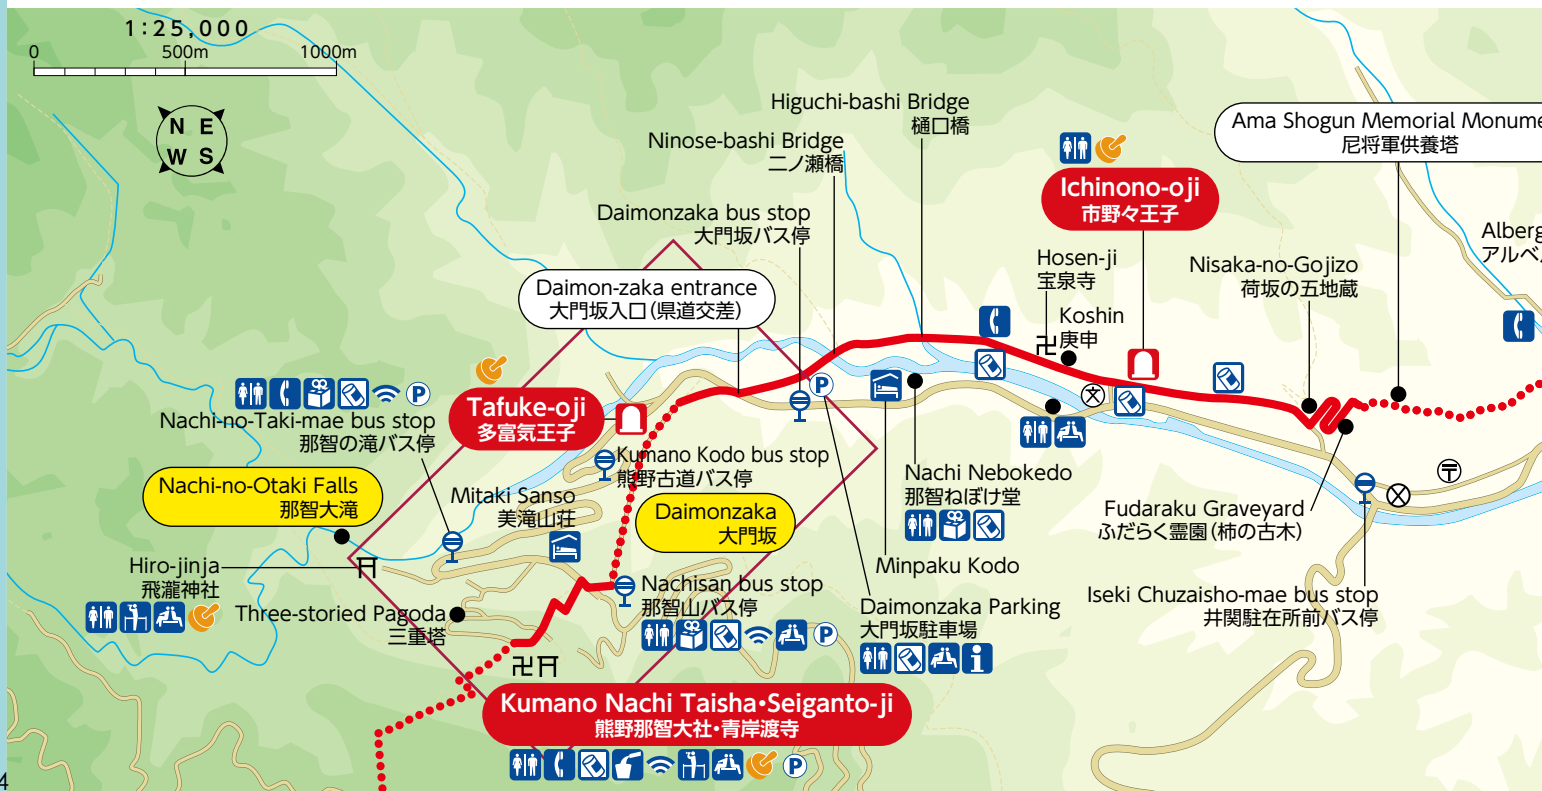 1:25,000
0 500m 1000m
N E
W S
Higuchi-bashi Bridge
樋口橋
Ninose-bashi Bridge
二ノ瀬橋
Daimonzaka bus stop
大門坂バス停
Daimon-zaka entrance
大門坂入口(県道交差)
Ichinono-oji
市野々王子
Ama Shogun Memorial Monume
尼将軍供養塔
Hosen-ji
宝泉寺
Koshin
庚申
Nisaka-no-Gojizo
荷坂の五地蔵
Alberg
アルベ
P
Nachi-no-Taki-mae bus stop
那智の滝バス停
Tafuke-oji
多富気王子
P
Kumano Kodo bus stop
熊野古道バス停
Nachi-no-Otaki Falls
那智大滝
Mitaki Sanso
美滝山荘
Daimonzaka
大門坂
Nachi Nebokedo
那智ねぼけ堂
Fudaraku Graveyard
ふだらく霊園(柿の古木)
Hiro-jinja
飛瀧神社
Minpaku Kodo
Nachisan bus stop
那智山バス停
P
Three-storied Pagoda
三重塔
Daimonzaka Parking
大門坂駐車場
i
Iseki Chuzaisho-mae bus stop
井関駐在所前バス停
Kumano Nachi Taisha•Seiganto-ji
熊野那智大社・青岸渡寺
P
4